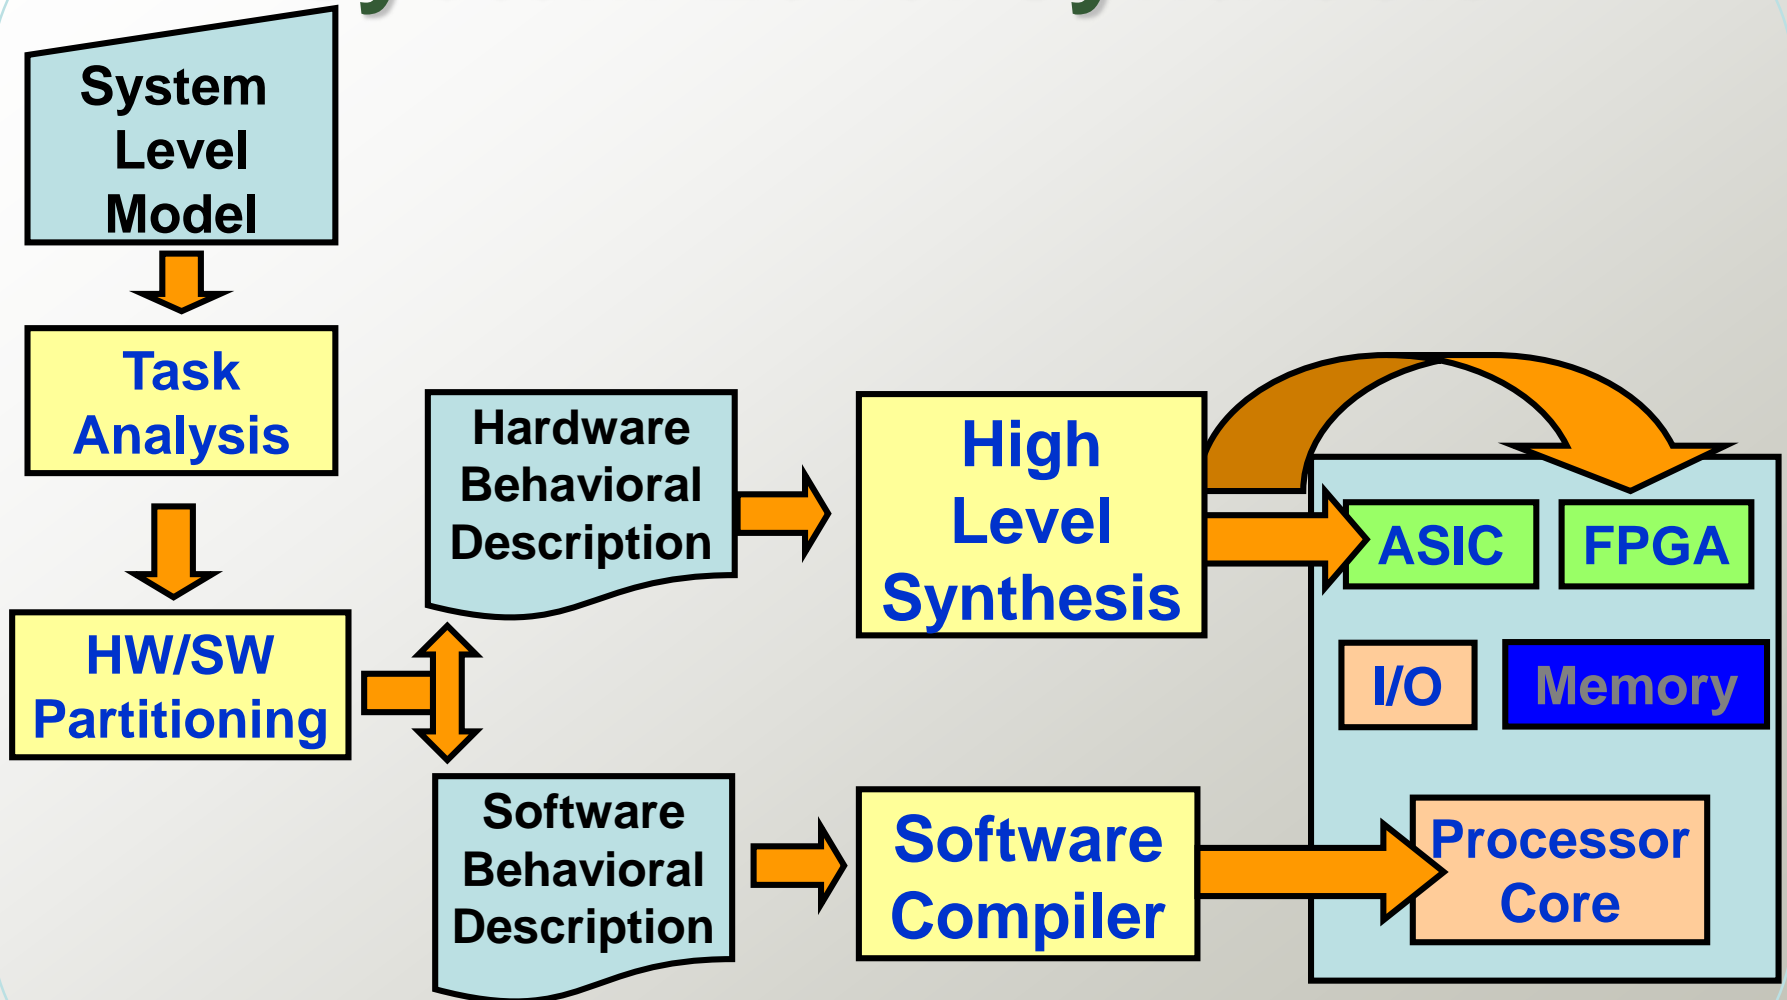 System
Level
Model
Task
Analysis
HW/SW
Partitioning
Hardware
Behavioral
Description
Software
Behavioral
Description
High
Level
Synthesis
Software
Compiler
ASIC
FPGA
I/O
Memory
Processor
Core